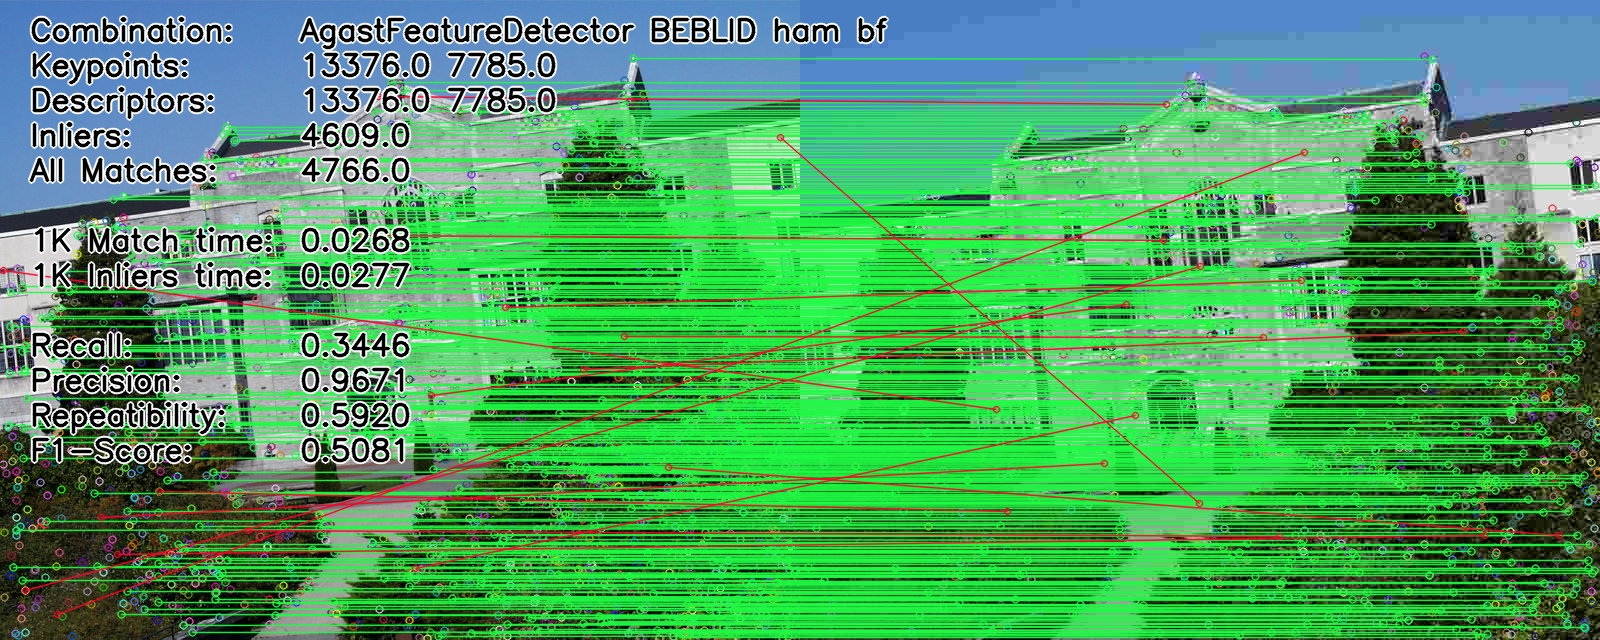 Combination: AgastFeatureDetector BEBLID ham bf
Keypoints: 13376.0 7785.0
Descriptors: 13376.0 7785.0
Inliers: 4609.0
All Matches: 4766.0
1K Match time: 0.0268
1K Inliers time: 0.0277
Recall: 0.3446
Precision: 0.9671
Repeatibility: 0.5920
F1-Score: 0.5081